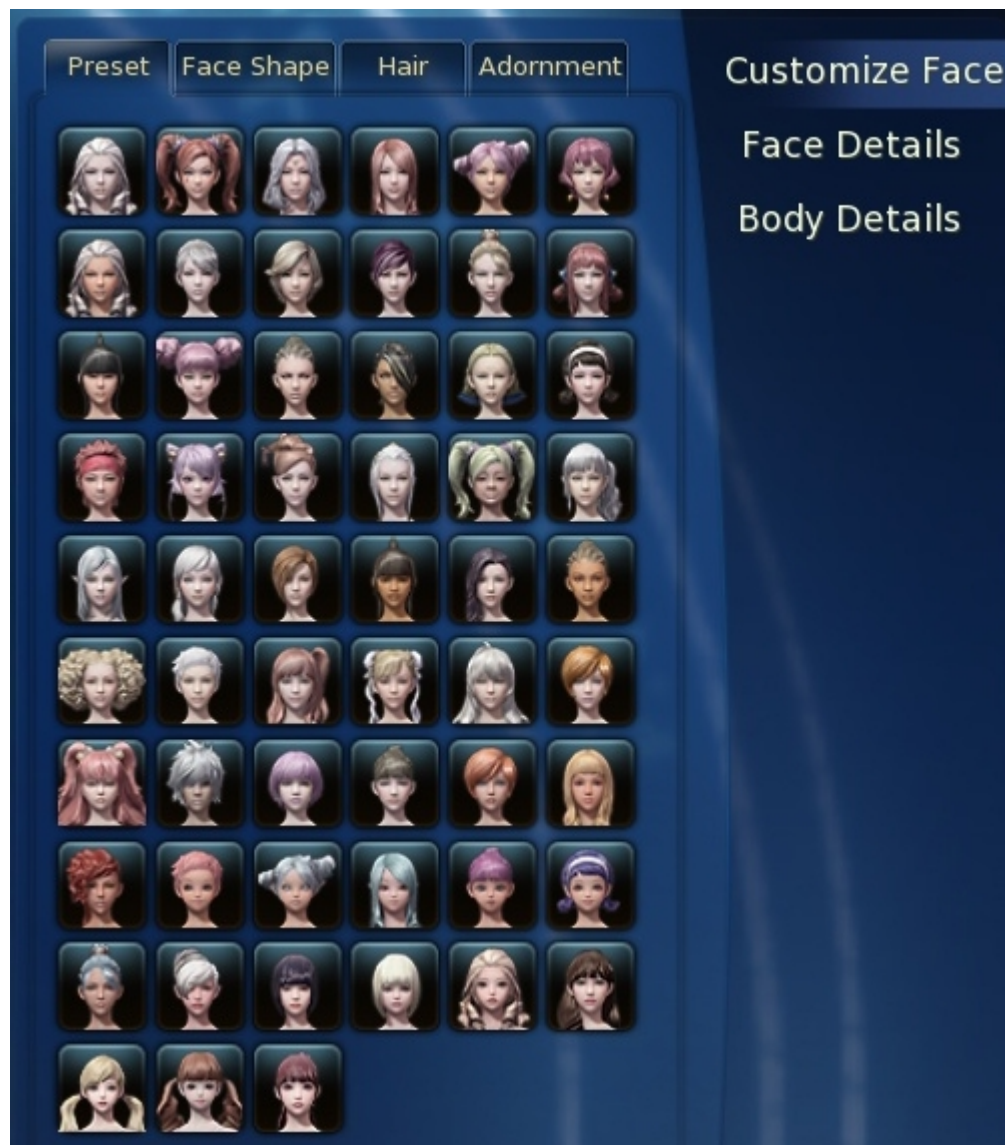 Preset
Face Shape
Hair
Adornment
Customize Face
Face Details
Body Details